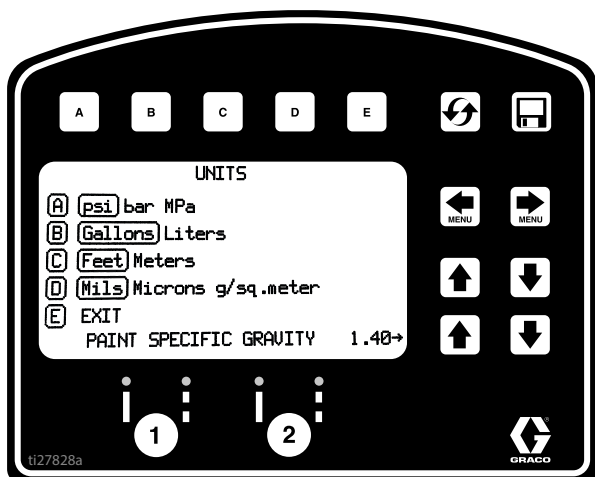 A B C D E
UNITS
A psi bar MPa
MENU MENU
B Gallons Liters
C Feet Meters
D Mils Microns g/sq.meter
E EXIT
PAINT SPECIFIC GRAVITY 1.40→
1 2
ti27828a
GRACO